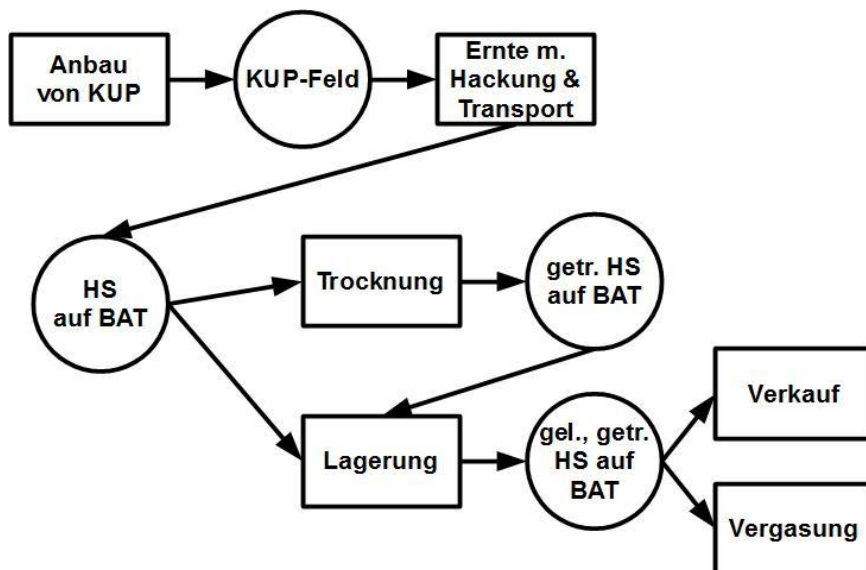 Anbau
von KUP
KUP-Feld
Ernte m.
Hackung &
Transport
HS
auf BAT
Trocknung
getr. HS
auf BAT
Lagerung
gel., getr.
HS auf
BAT
Verkauf
Vergasung